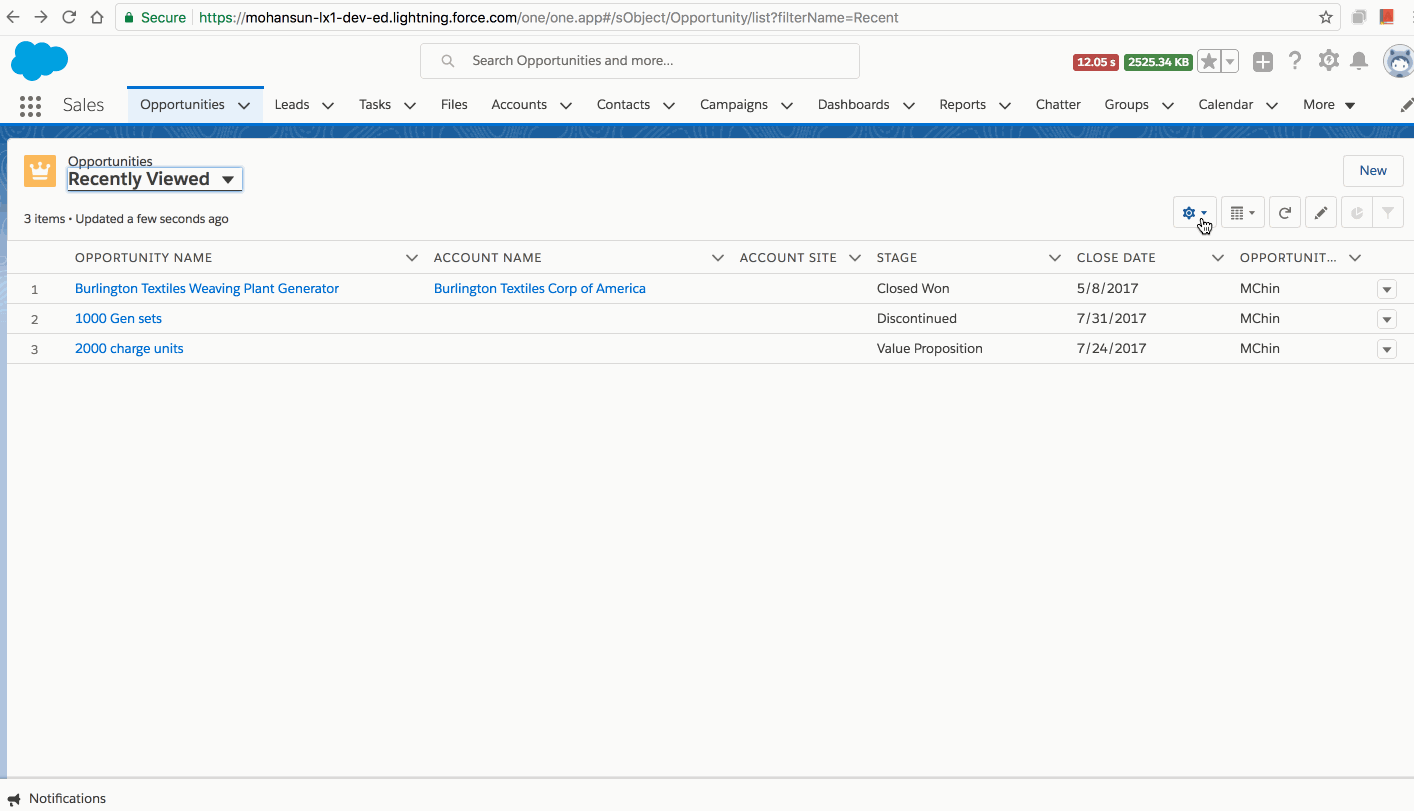 Secure https://mohansun-lx1-dev-ed.lightning.force.com/one/one.app#/sObject/Opportunity/list?filterName=Recent
Search Opportunities and more...
12.05 s 2525.34 KB
Sales Opportunities Leads Tasks Files Accounts Contacts Campaigns Dashboards Reports Chatter Groups Calendar More
Opportunities
Recently Viewed
New
3 items • Updated a few seconds ago
OPPORTUNITY NAME ACCOUNT NAME ACCOUNT SITE STAGE CLOSE DATE OPPORTUNIT...
1 Burlington Textiles Weaving Plant Generator Burlington Textiles Corp of America Closed Won 5/8/2017 MChin
2 1000 Gen sets Discontinued 7/31/2017 MChin
3 2000 charge units Value Proposition 7/24/2017 MChin
Notifications